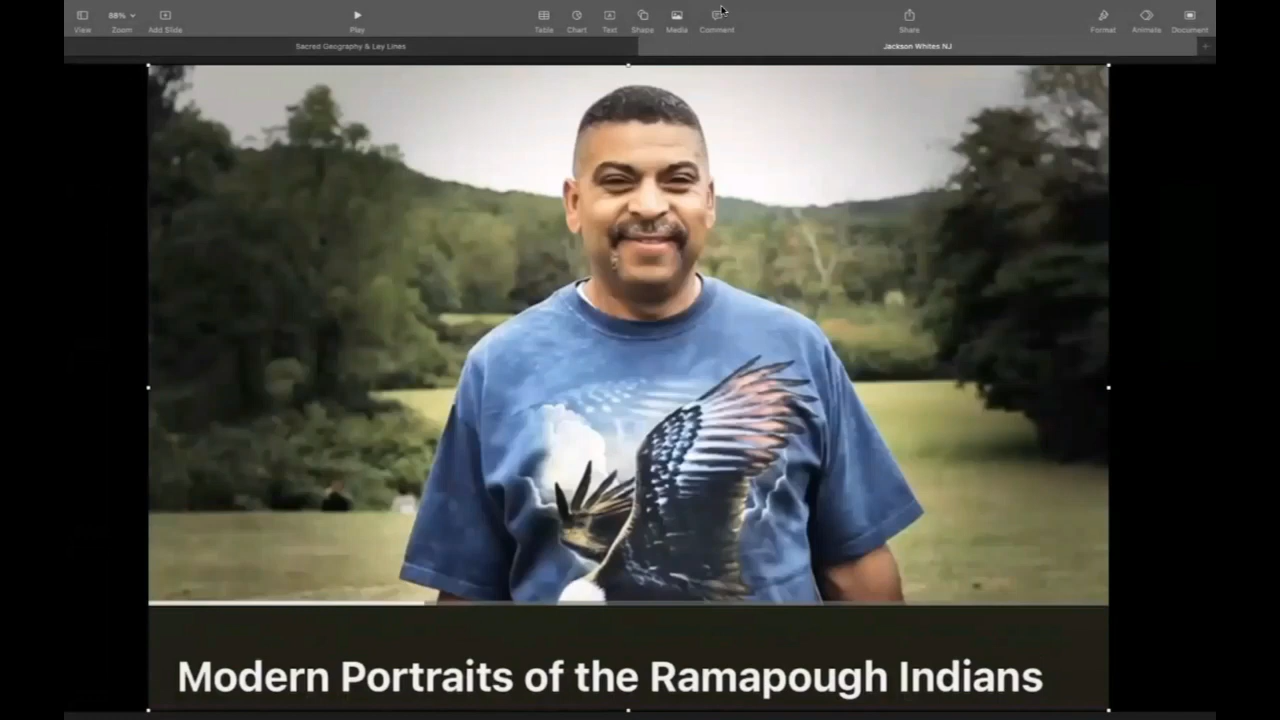 View
88%
Zoom
Add Slide
Play
Table
Chart
Text
Shape
Media
Comment
Share
Format
Animate
Document
Sacred Geography & Ley Lines
Jackson Whites NJ
Modern Portraits of the Ramapough Indians